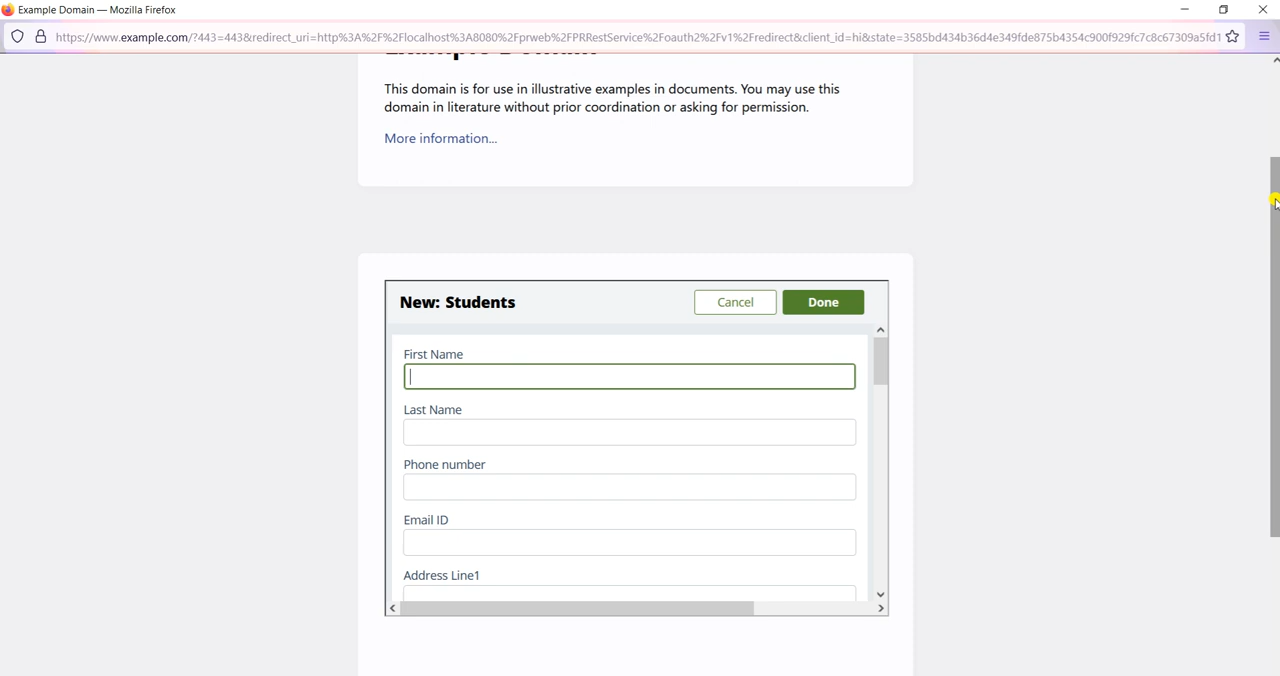 Example Domain — Mozilla Firefox
https://www.example.com/?443=443&redirect_uri=http%3A%2F%2Flocalhost%3A8080%2Fprweb%2FPRRestService%2Foauth2%2Fv1%2Fredirect&client_id=hi&state=3585bd434b36d4e349fde875b4354c900f929fc7c8c67309a5fd1
This domain is for use in illustrative examples in documents. You may use this
domain in literature without prior coordination or asking for permission.
More information...
New: Students
Cancel
Done
First Name
Last Name
Phone number
Email ID
Address Line1